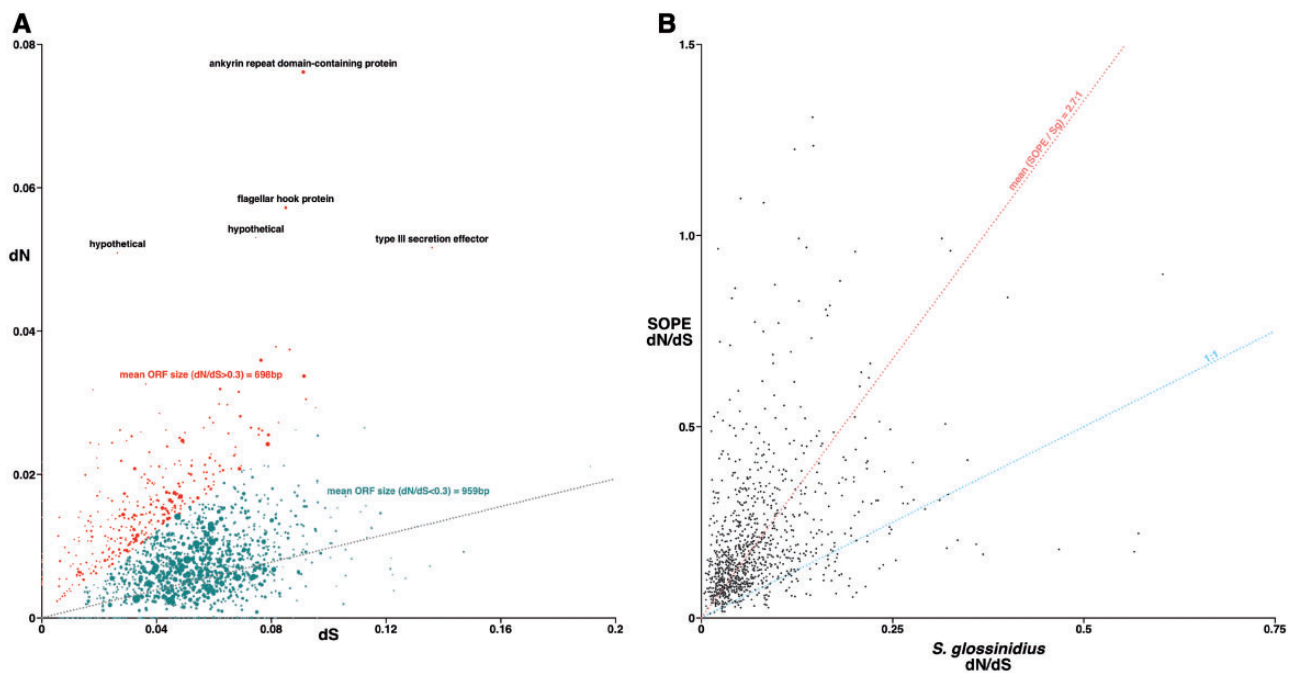 A
0.08
ankyrin repeat domain-containing protein
0.06
flagellar hook protein
hypothetical
hypothetical
type III secretion effector
dN
0.04
mean ORF size (dN/dS>0.3) = 698bp
0.02
mean ORF size (dN/dS<0.3) = 959bp
0
0
0.04
0.08
0.12
0.16
0.2
dS
B
1.5
mean (SOPE / Sg) = 2.7:1
1.0
SOPE
dN/dS
1:1
0.5
0
0
0.25
0.5
0.75
S. glossinidius
dN/dS